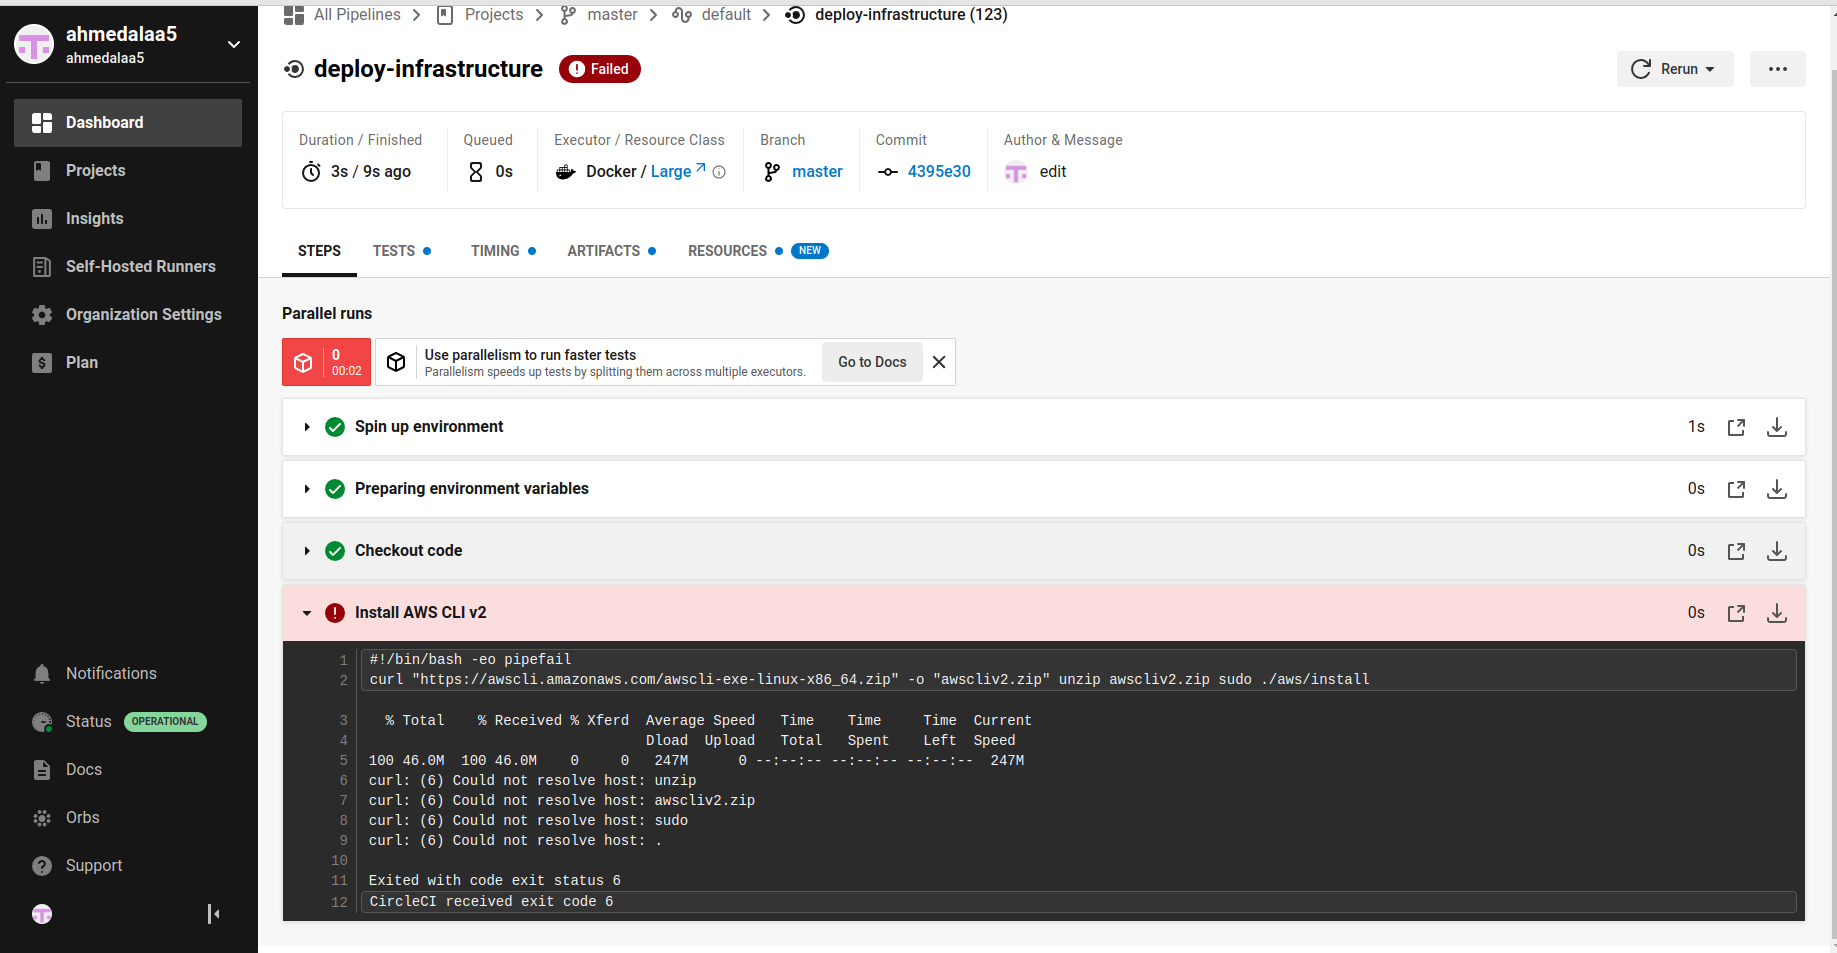 ahmedalaa5
ahmedalaa5
Dashboard
Projects
Insights
Self-Hosted Runners
Organization Settings
$ Plan
Notifications
Status OPERATIONAL
Docs
Orbs
? Support
All Pipelines > Projects > master > default > deploy-infrastructure (123)
deploy-infrastructure ! Failed
Rerun
Duration / Finished
3s / 9s ago
Queued
0s
Executor / Resource Class
Docker / Large
Branch
master
Commit
4395e30
Author & Message
edit
STEPS TESTS TIMING ARTIFACTS RESOURCES NEW
Parallel runs
0
00:02
Use parallelism to run faster tests
Parallelism speeds up tests by splitting them across multiple executors.
Go to Docs
Spin up environment 1s
Preparing environment variables 0s
Checkout code 0s
! Install AWS CLI v2 0s
1 #!/bin/bash -eo pipefail
2 curl "https://awscli.amazonaws.com/awscli-exe-linux-x86_64.zip" -o "awscliv2.zip" unzip awscliv2.zip sudo ./aws/install
3 % Total % Received % Xferd Average Speed Time Time Time Current
4 Dload Upload Total Spent Left Speed
5 100 46.0M 100 46.0M 0 0 247M 0 --:--:-- --:--:-- --:--:-- 247M
6 curl: (6) Could not resolve host: unzip
7 curl: (6) Could not resolve host: awscliv2.zip
8 curl: (6) Could not resolve host: sudo
9 curl: (6) Could not resolve host: .
10
11 Exited with code exit status 6
12 CircleCI received exit code 6